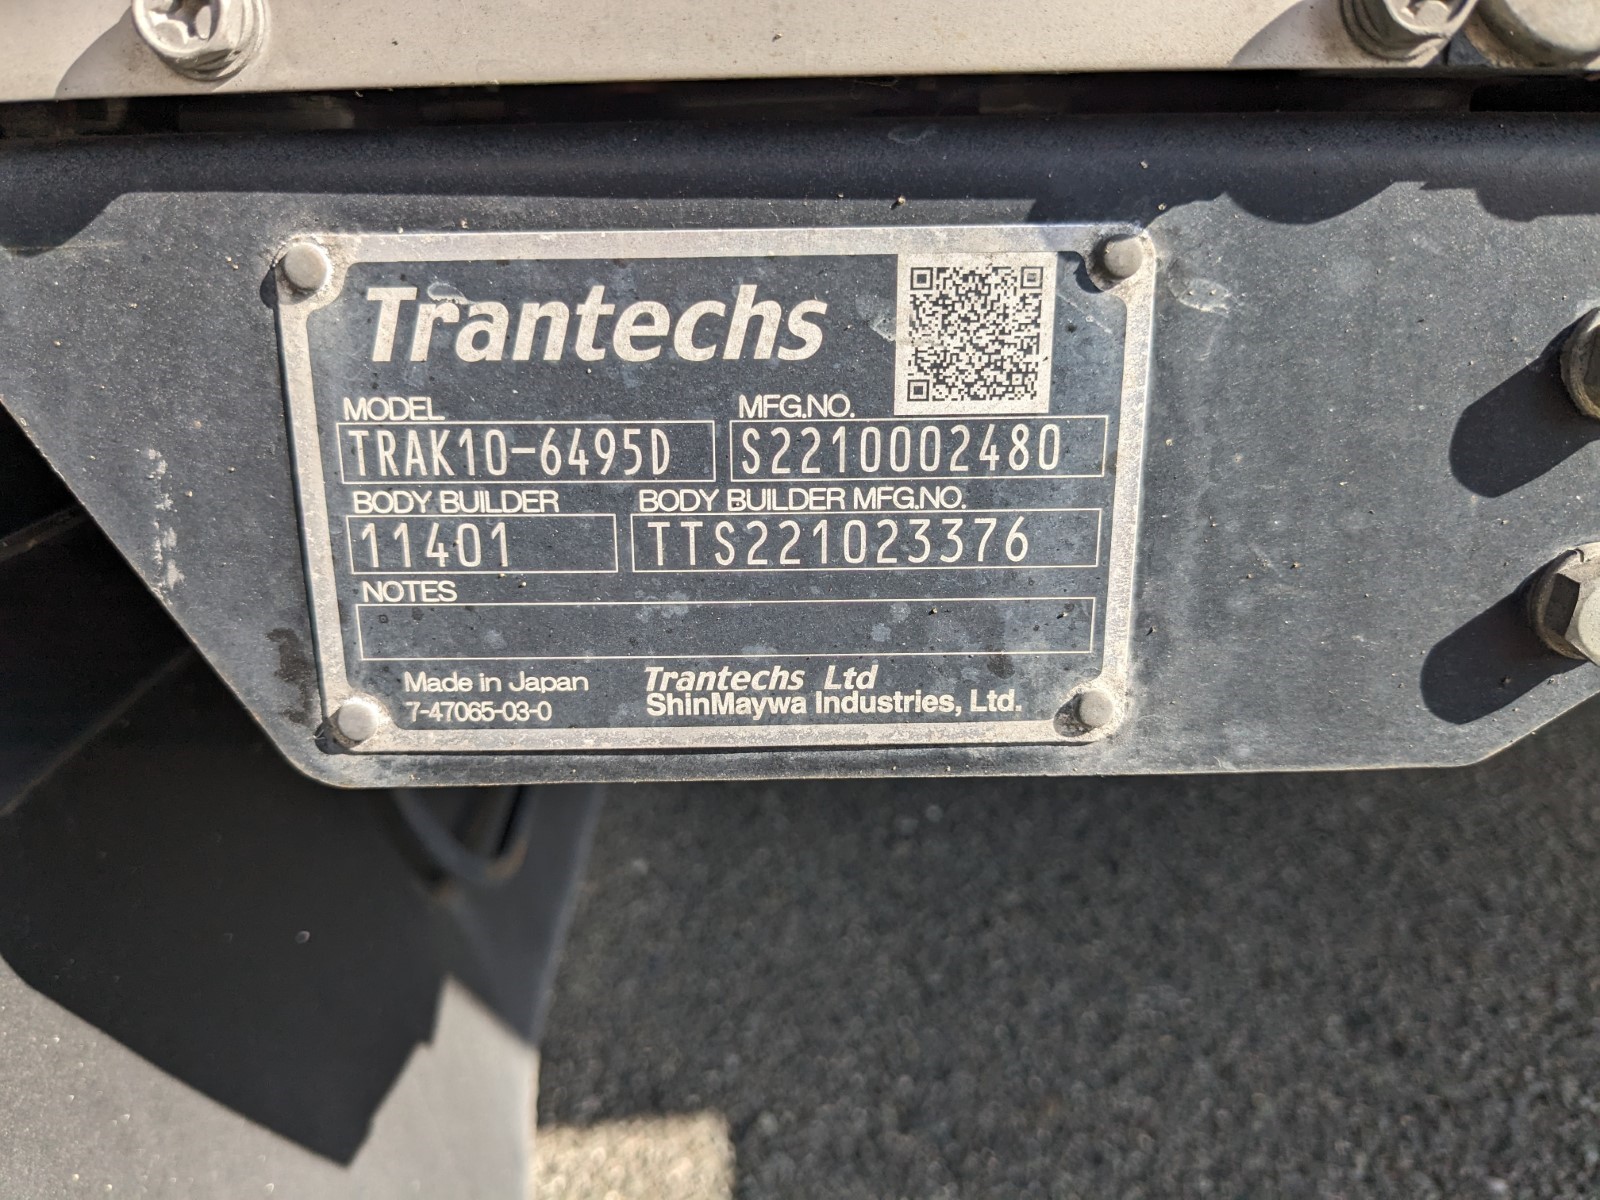 Trantechs
MODEL MFG.NO.
TRAK10-6495D S2210002480
BODY BUILDER BODY BUILDER MFG.NO.
11401 TTS221023376
NOTES
Made in Japan Trantechs Ltd
7-47065-03-0 ShinMaywa Industries, Ltd.